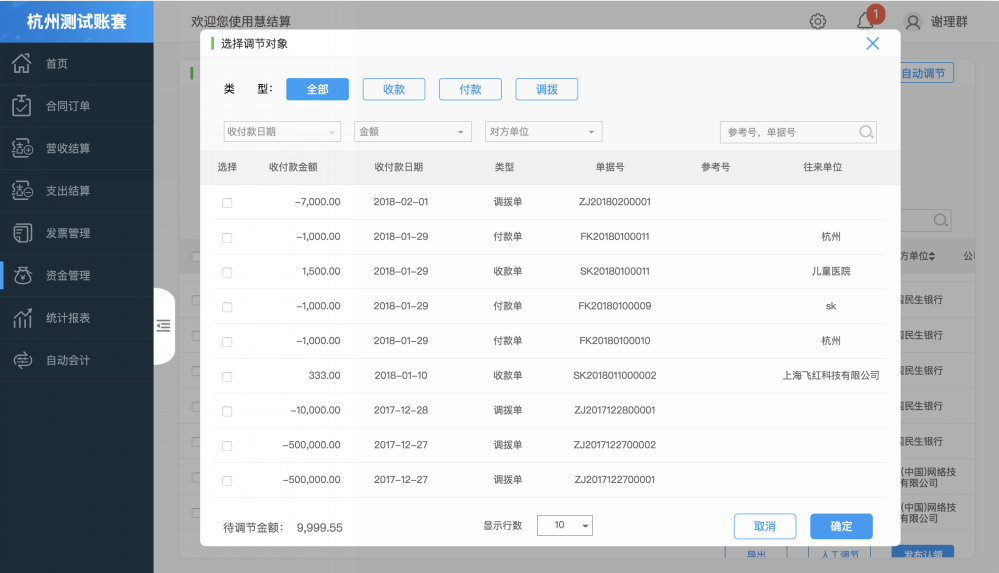 杭州测试账套
欢迎您使用慧结算
1
谢理群
首页
合同订单
营收结算
支出结算
发票管理
资金管理
统计报表
自动会计
选择调节对象
自动调节
类 型: 全部 收款 付款 调拨
收付款日期 金额 对方单位 参考号，单据号
选择 收付款金额 收付款日期 类型 单据号 参考号 往来单位
-7,000.00 2018-02-01 调拨单 ZJ20180200001
-1,000.00 2018-01-29 付款单 FK20180100011 杭州
1,500.00 2018-01-29 收款单 SK20180100011 儿童医院
-1,000.00 2018-01-29 付款单 FK20180100009 sk
-1,000.00 2018-01-29 付款单 FK20180100010 杭州
333.00 2018-01-10 收款单 SK2018011000002 上海飞红科技有限公司
-10,000.00 2017-12-28 调拨单 ZJ2017122800001
-500,000.00 2017-12-27 调拨单 ZJ2017122700002
-500,000.00 2017-12-27 调拨单 ZJ2017122700001
待调节金额: 9,999.55 显示行数 10 取消 确定
方单位
民生银行
民生银行
民生银行
民生银行
民生银行
(中国)网络技
有限公司
(中国)网络技
有限公司
导出 人工调节 发布认领